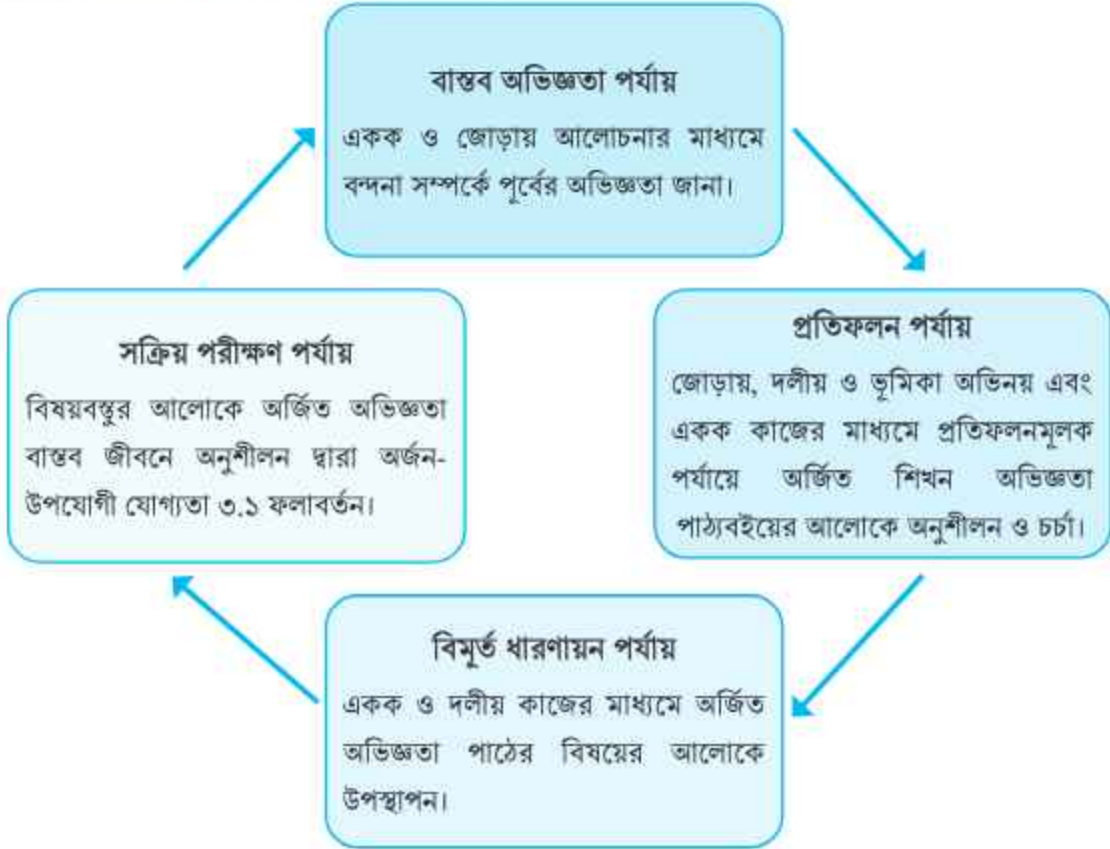 বাস্তব অভিজ্ঞতা পর্যায়
একক ও জোড়ায় আলোচনার মাধ্যমে
বন্দনা সম্পর্কে পূর্বের অভিজ্ঞতা জানা।
প্রতিফলন পর্যায়
জোড়ায়, দলীয় ও ভূমিকা অভিনয় এবং
একক কাজের মাধ্যমে প্রতিফলনমূলক
পর্যায়ে অর্জিত শিখন অভিজ্ঞতা
পাঠ্যবইয়ের আলোকে অনুশীলন ও চর্চা।
বিমূর্ত ধারণায়ন পর্যায়
একক ও দলীয় কাজের মাধ্যমে অর্জিত
অভিজ্ঞতা পাঠের বিষয়ের আলোকে
উপস্থাপন।
সক্রিয় পরীক্ষণ পর্যায়
বিষয়বস্তুর আলোকে অর্জিত অভিজ্ঞতা
বাস্তব জীবনে অনুশীলন দ্বারা অর্জন-
উপযোগী যোগ্যতা ৩.১ ফলাবর্তন।